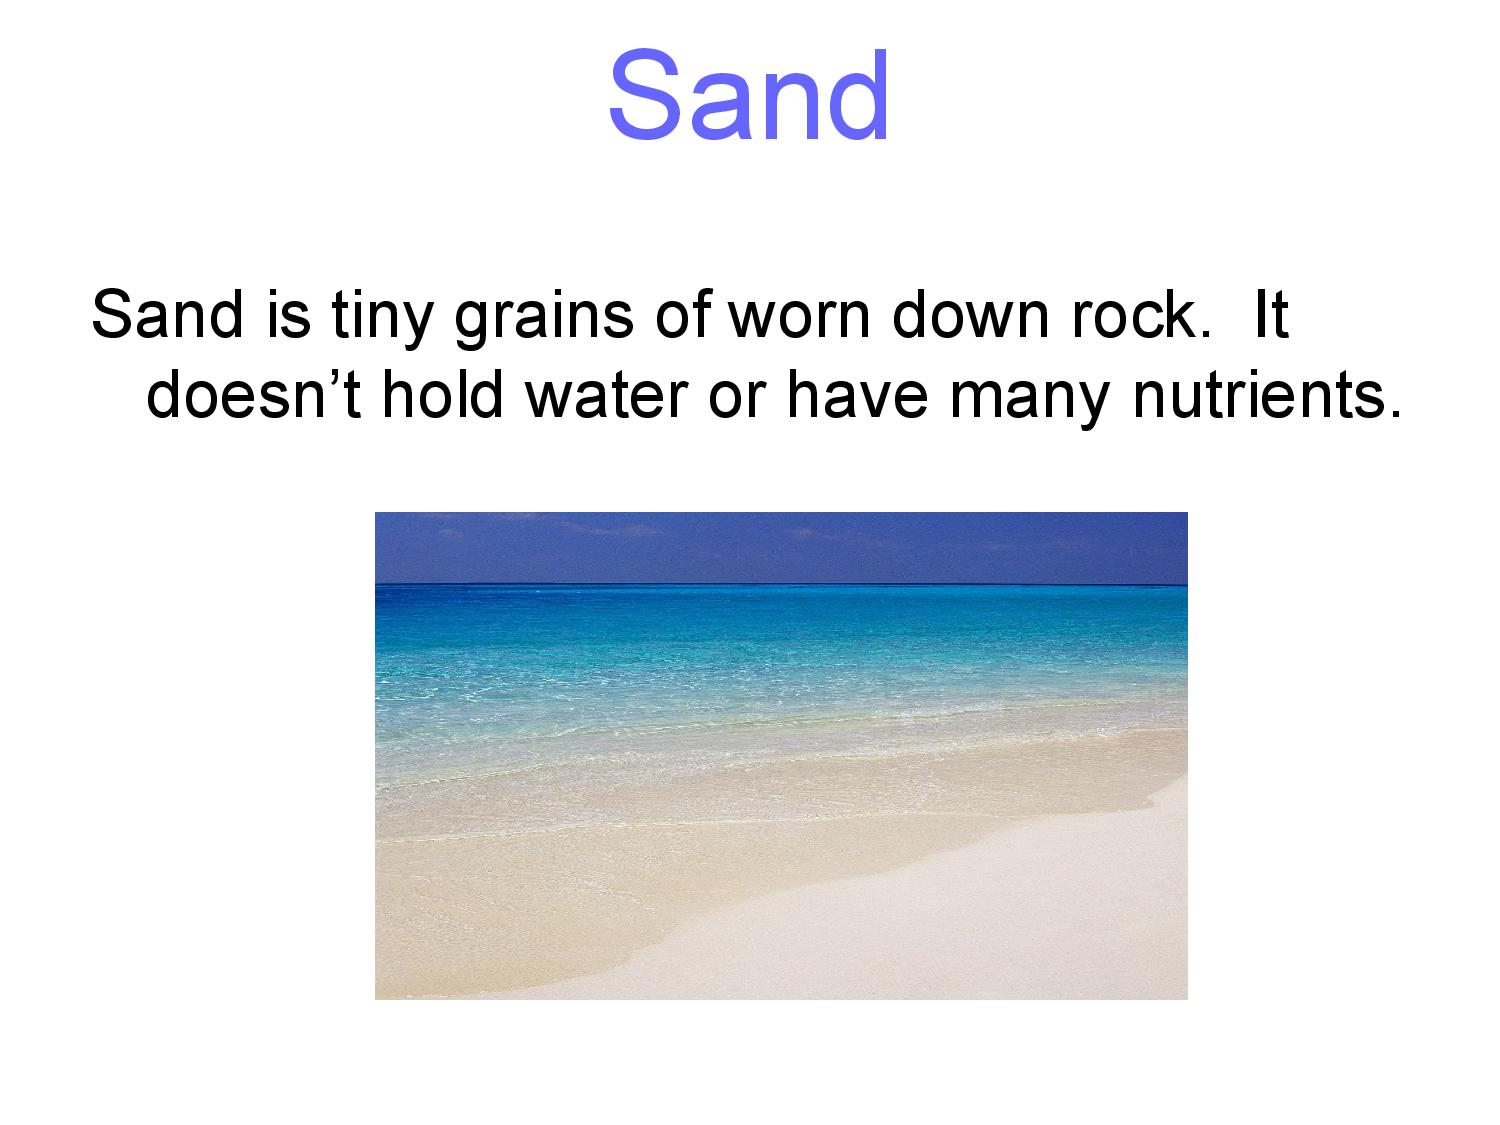 Sand
Sand is tiny grains of worn down rock.  It
doesn’t hold water or have many nutrients.